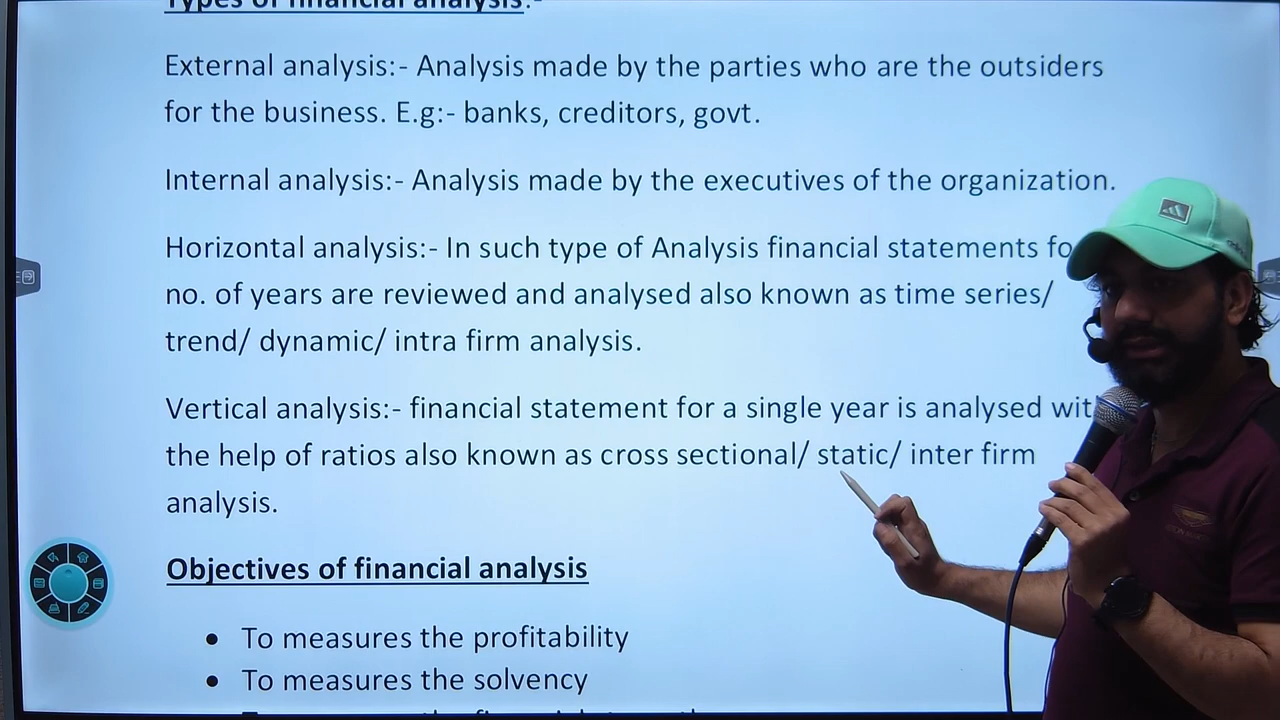 Types of financial analysis:-
External analysis:- Analysis made by the parties who are the outsiders
for the business. E.g:- banks, creditors, govt.
Internal analysis:- Analysis made by the executives of the organization.
Horizontal analysis:- In such type of Analysis financial statements
no. of years are reviewed and analysed also known as time series/
trend/ dynamic/ intra firm analysis.
Vertical analysis:- financial statement for a single year is analysed
the help of ratios also known as cross sectional/ static/ inter firm
analysis.
Objectives of financial analysis
• To measures the profitability
• To measures the solvency